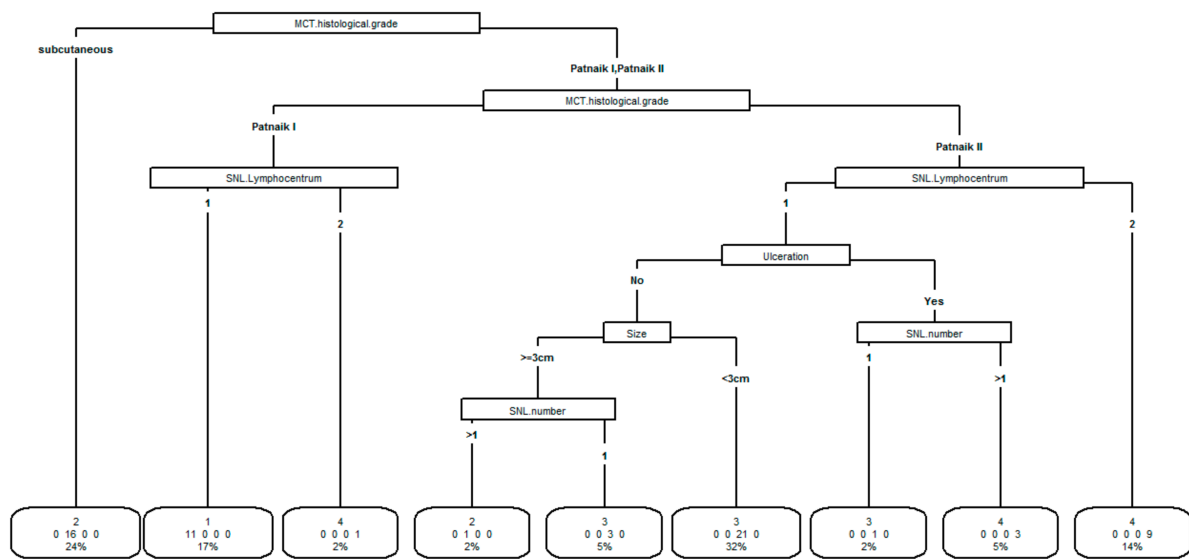 MCT.histological.grade
subcutaneous
Patnaik I,Patnaik II
MCT.histological.grade
Patnaik I
Patnaik II
SNL.Lymphocentrum
SNL.Lymphocentrum
1
2
1
2
Ulceration
No
Yes
Size
SNL.number
>=3cm
<3cm
1
>1
SNL.number
>1
1
2
0 16 0 0
24%
1
11 0 0 0
17%
4
0 0 0 1
2%
2
0 1 0 0
2%
3
0 0 3 0
5%
3
0 0 21 0
32%
3
0 0 1 0
2%
4
0 0 0 3
5%
4
0 0 0 9
14%